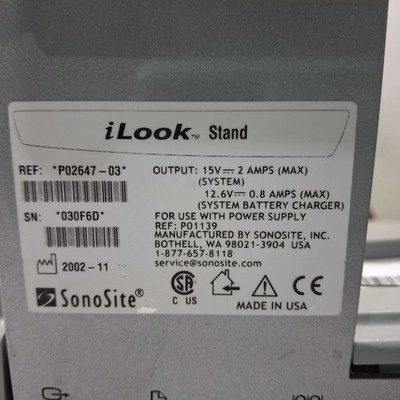 iLook™ Stand
REF: *P02647-03*
SN: *030F6D*
2002-11
SonoSite®
OUTPUT: 15V⎓ 2 AMPS (MAX)
(SYSTEM)
12.6V⎓ 0.8 AMPS (MAX)
(SYSTEM BATTERY CHARGER)
FOR USE WITH POWER SUPPLY
REF: P01139
MANUFACTURED BY SONOSITE, INC.
BOTHELL, WA 98021-3904 USA
1-877-657-8118
service@sonosite.com
SA
C US
MADE IN USA